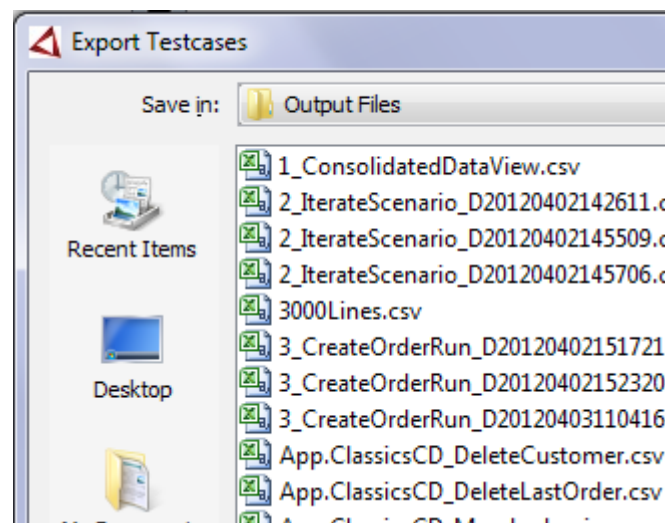 Export Testcases
Save in:
Output Files
1_ConsolidatedDataView.csv
2_IterateScenario_D20120402142611.c
2_IterateScenario_D20120402145509.c
2_IterateScenario_D20120402145706.c
3000Lines.csv
3_CreateOrderRun_D20120402151721
3_CreateOrderRun_D20120402152320
3_CreateOrderRun_D20120403110416
App.ClassicsCD_DeleteCustomer.csv
App.ClassicsCD_DeleteLastOrder.csv
Recent Items
Desktop